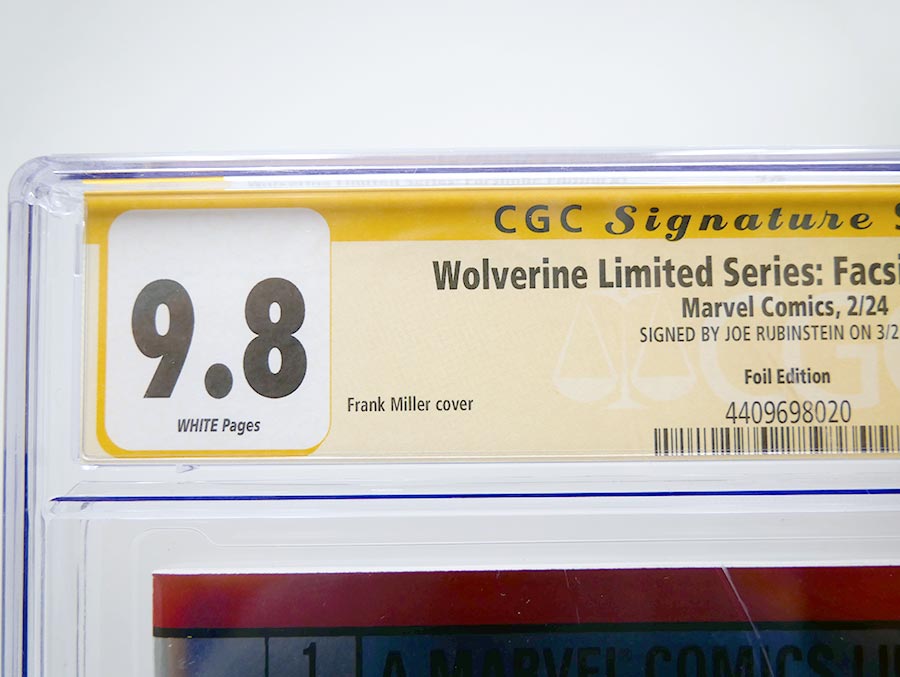 CGC Signature S
9.8
WHITE Pages
Wolverine Limited Series: Facsi
Marvel Comics, 2/24
SIGNED BY JOE RUBINSTEIN ON 3/2
Foil Edition
Frank Miller cover
4409698020
CGC
1
A MARVEL COMICS LI